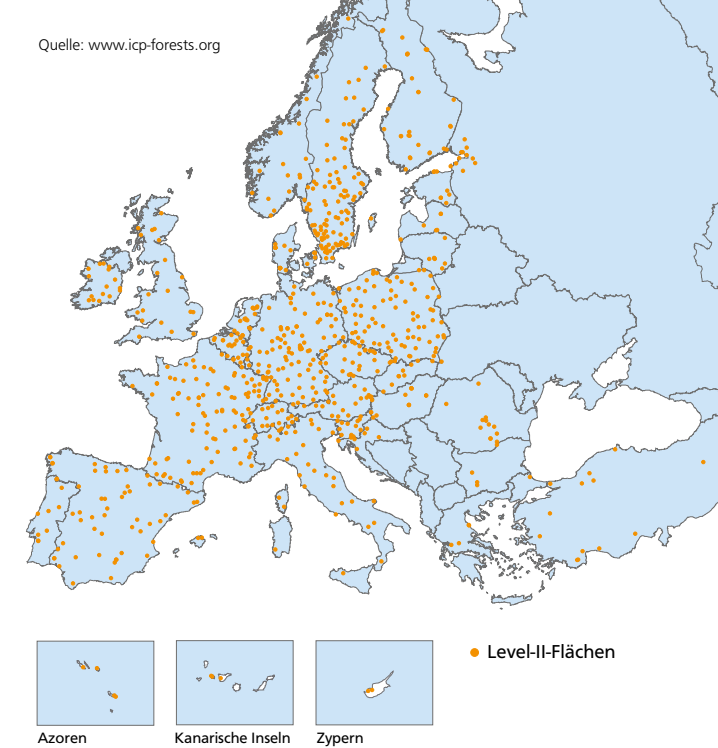 Quelle: www.icp-forests.org
Level-II-Flächen
Azoren
Kanarische Inseln
Zypern